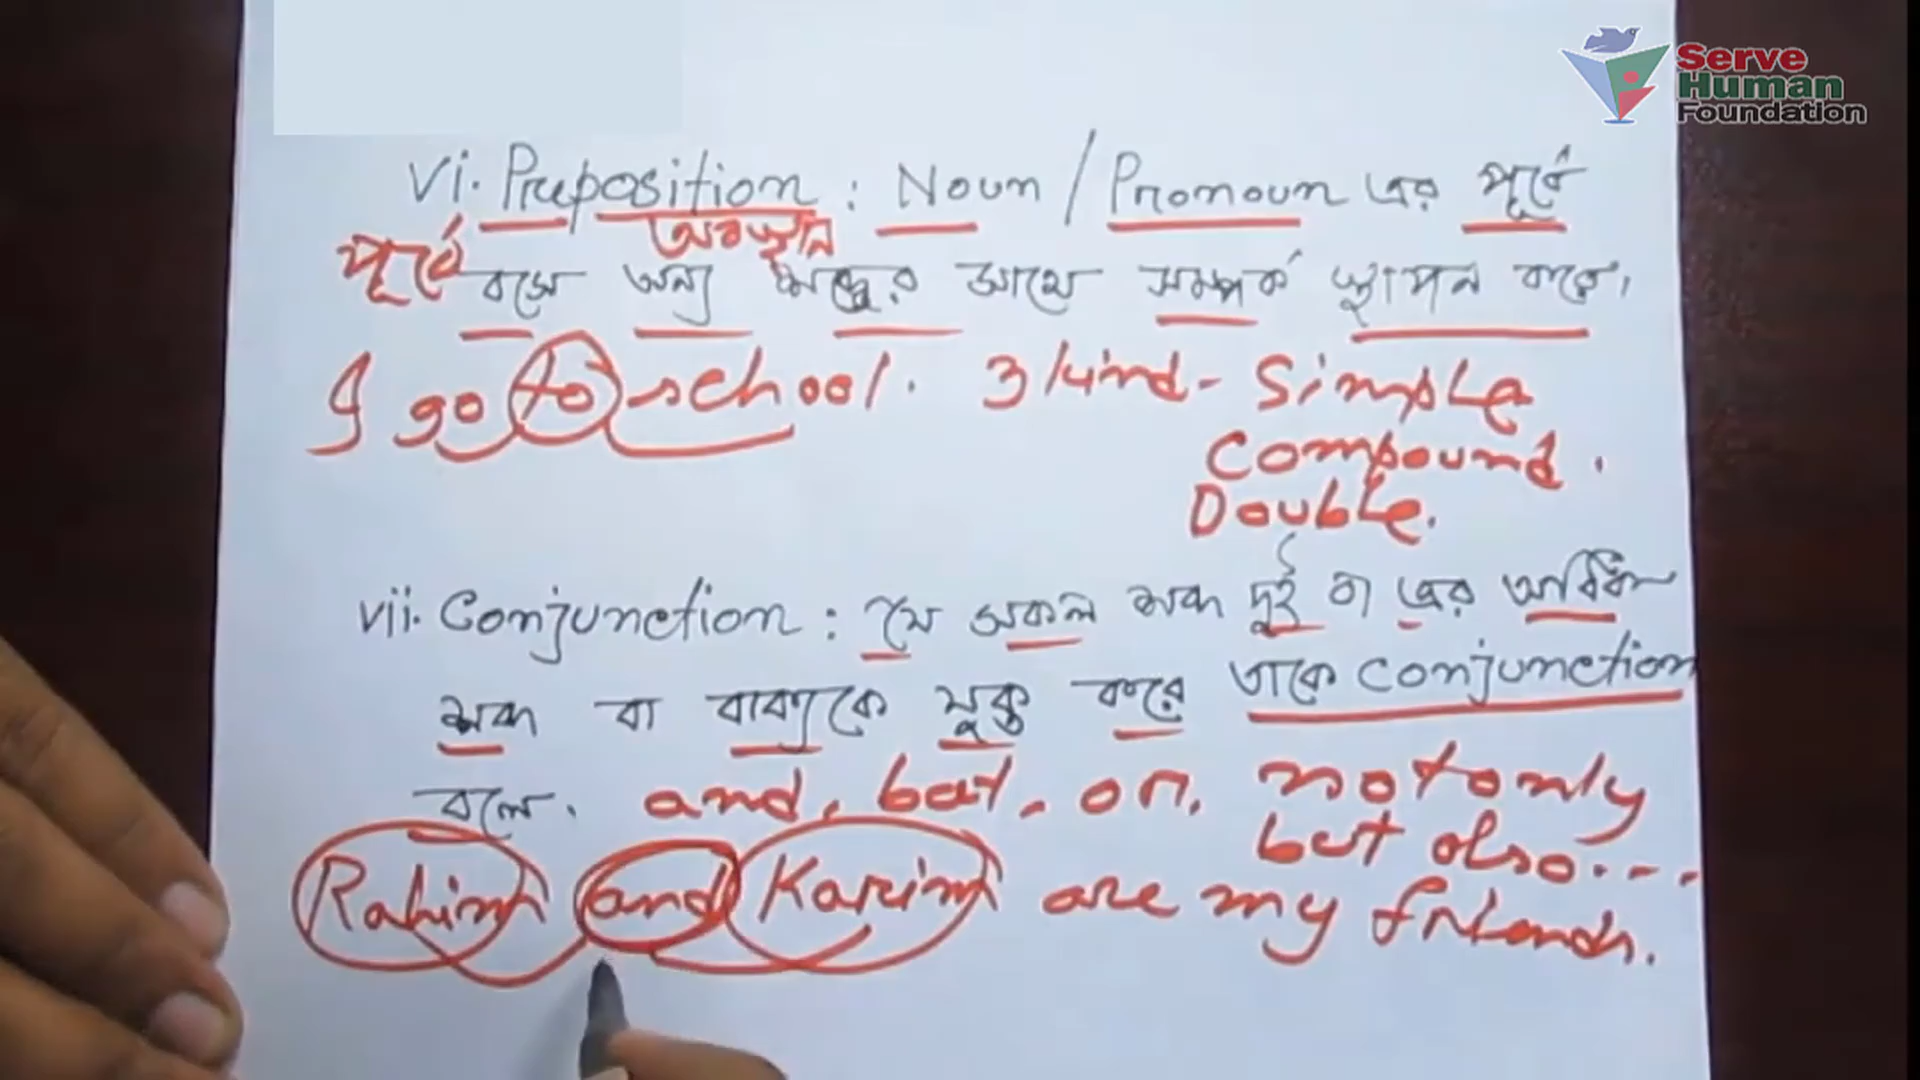 Serve
Human
Foundation
vi. Preposition : Noun / Pronoun এর পূর্বে
পূর্বে অবস্থান
বসে অন্য শব্দের সাথে সম্পর্ক স্থাপন করে।
I go to school. 3 kind - Simple
Compound.
Double.
vii. Conjunction : যে সকল শব্দ দুই বা এর অধিক
শব্দ বা বাক্যকে যুক্ত করে তাকে conjunction
বলে. and, but, or, not only
but also....
Rahim and Karim are my friends.